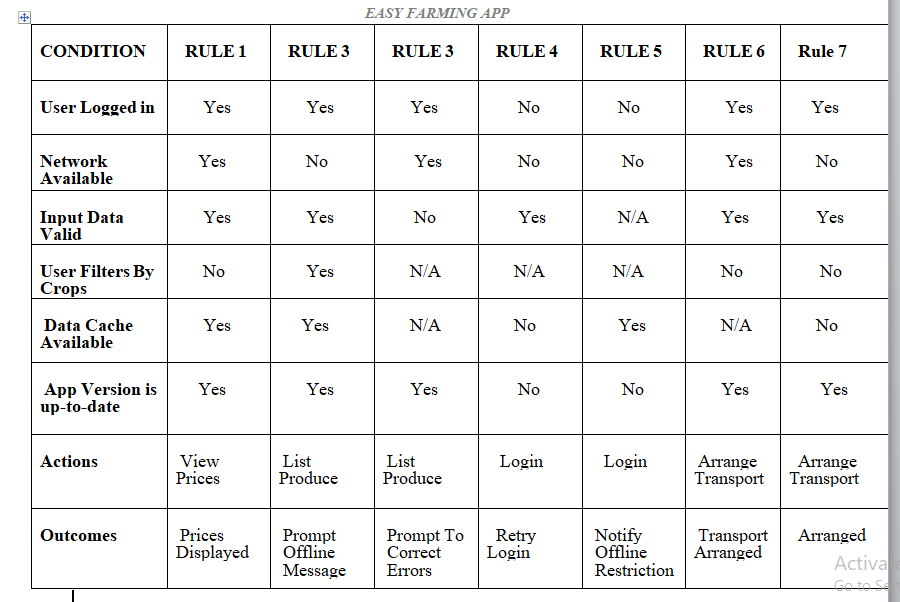 EASY FARMING APP
CONDITION RULE 1 RULE 3 RULE 3 RULE 4 RULE 5 RULE 6 Rule 7
User Logged in Yes Yes Yes No No Yes Yes
Network Yes No Yes No No Yes No
Available
Input Data Yes Yes No Yes N/A Yes Yes
Valid
User Filters By No Yes N/A N/A N/A No No
Crops
Data Cache Yes Yes N/A No Yes N/A No
Available
App Version is Yes Yes Yes No No Yes Yes
up-to-date
Actions View List List Login Login Arrange Arrange
Prices Produce Produce Transport Transport
Outcomes Prices Prompt Prompt To Retry Notify Transport Arranged
Displayed Offline Correct Login Offline Arranged
Message Errors Restriction
Activa
Go to Se